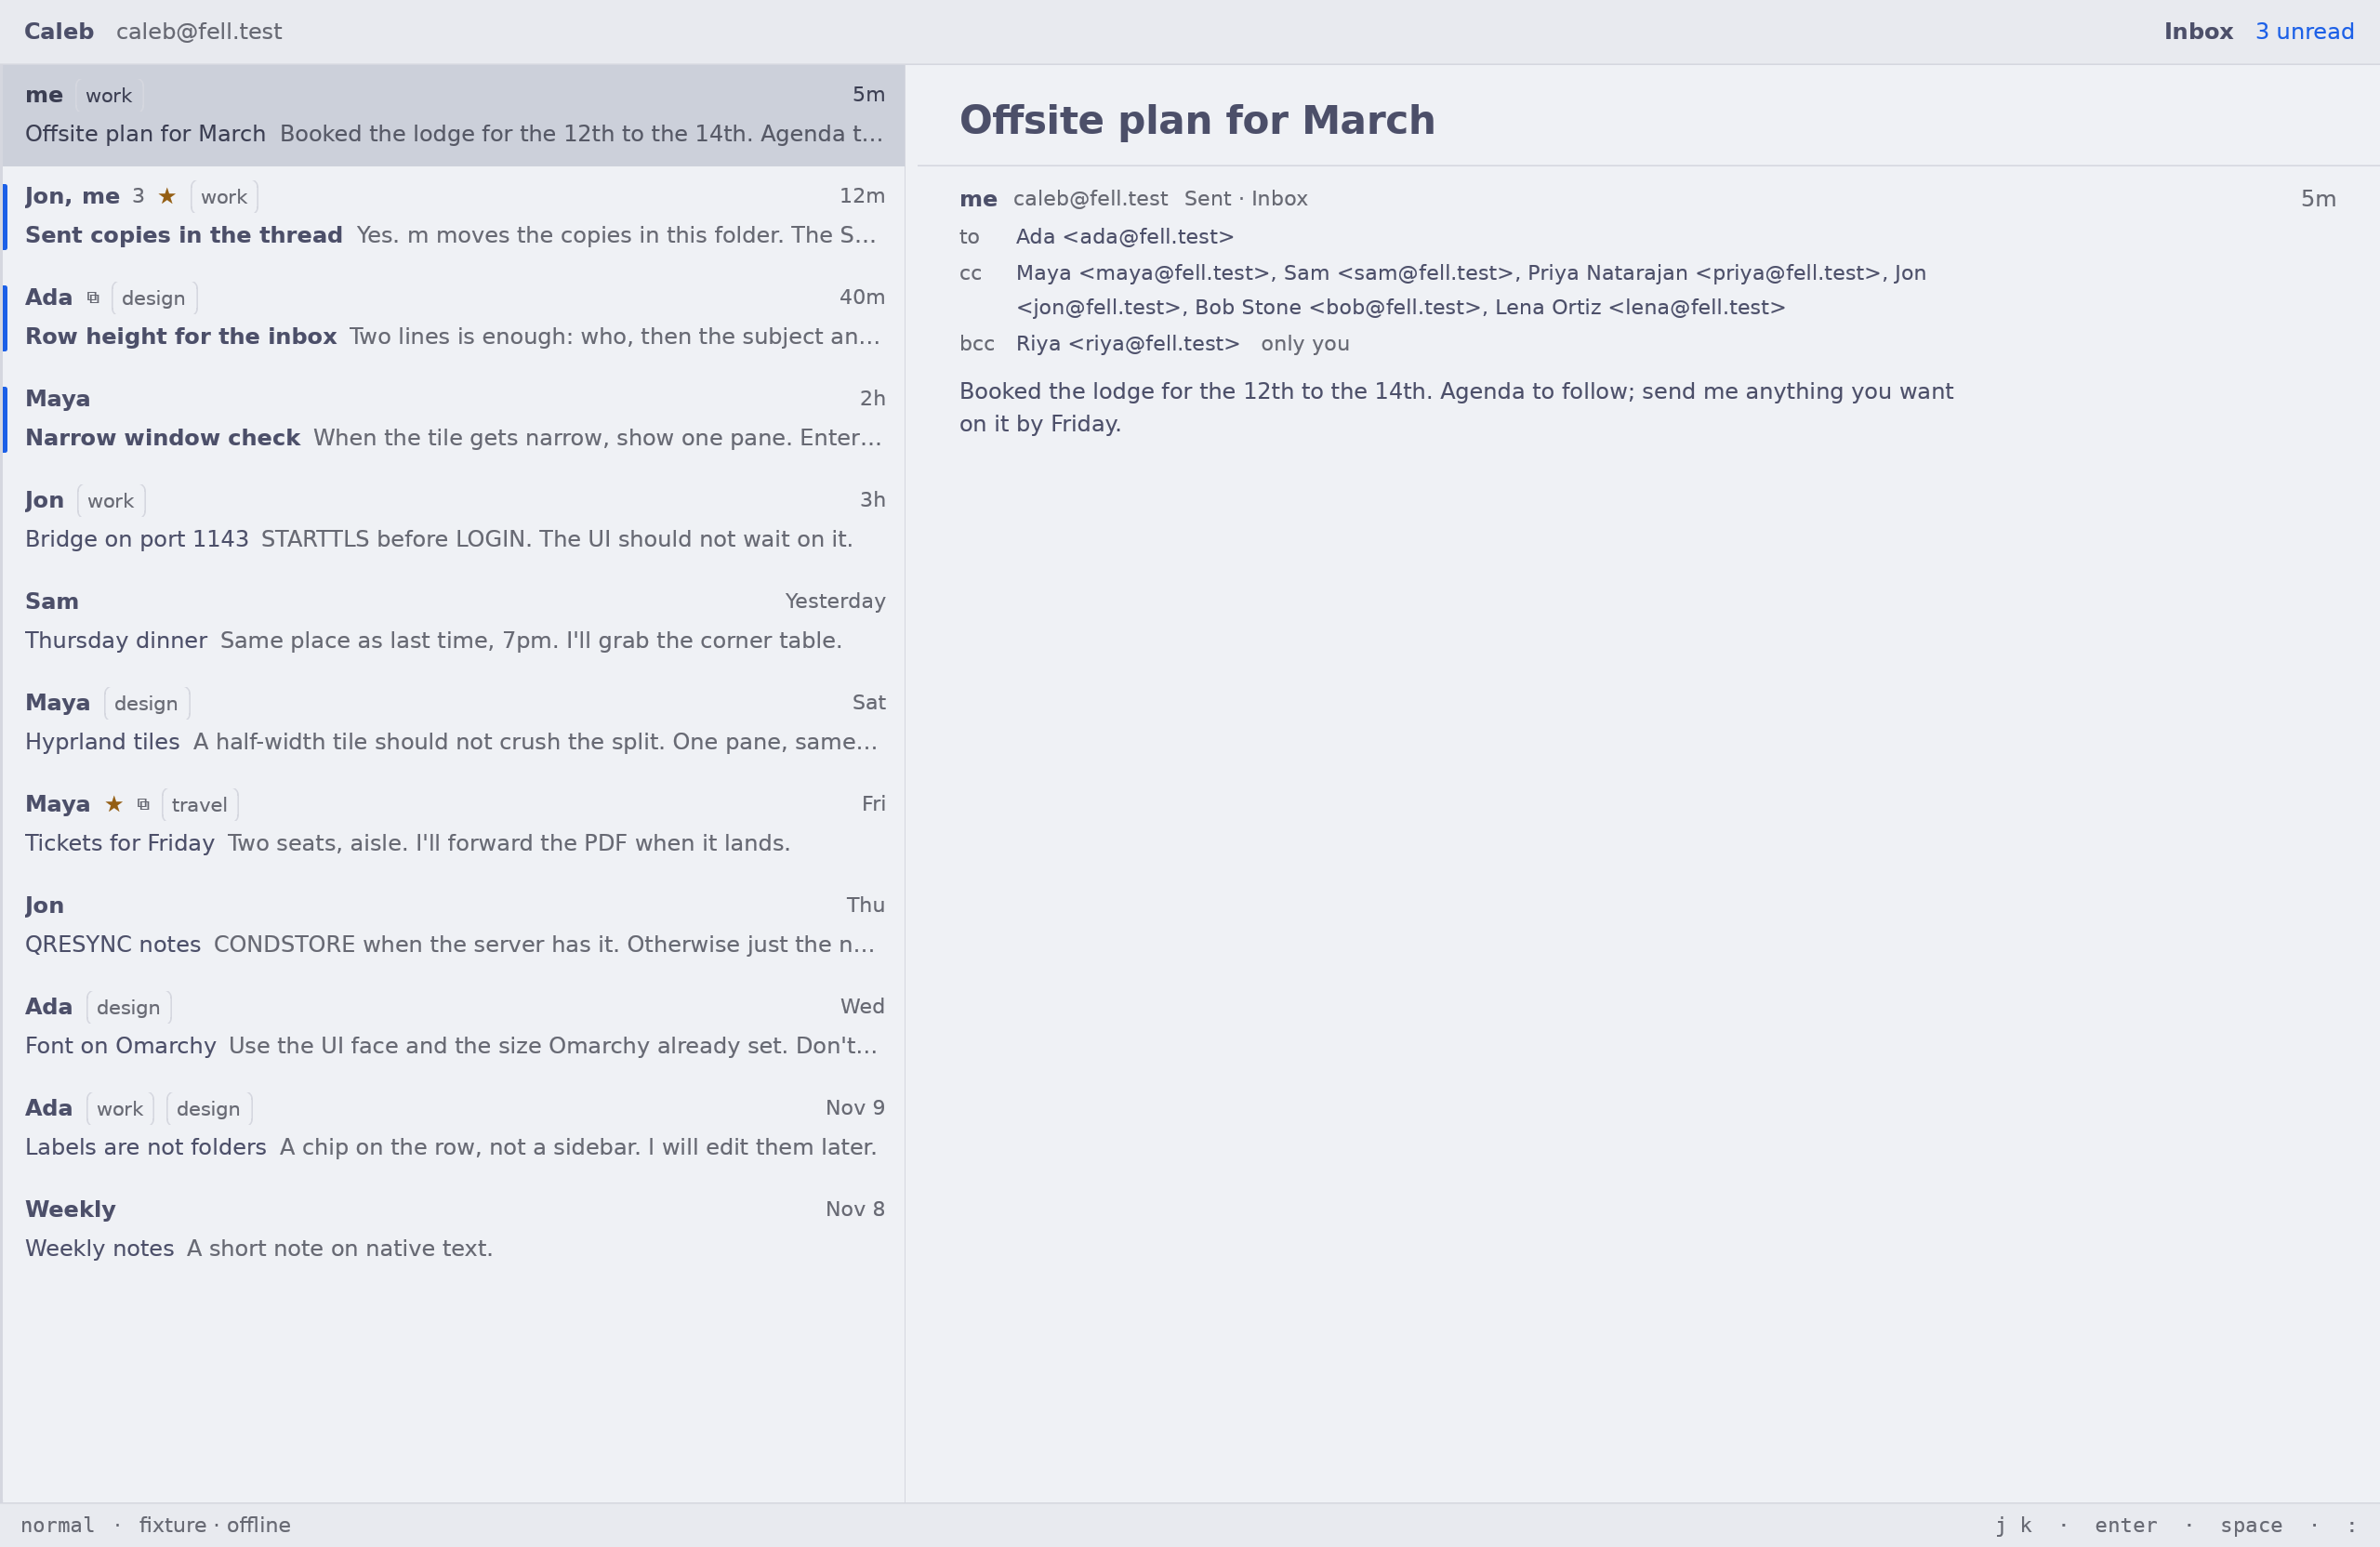 Caleb caleb@fell.test Inbox 3 unread
me work 5m
Offsite plan for March Booked the lodge for the 12th to the 14th. Agenda t…
Jon, me 3 ★ work 12m
Sent copies in the thread Yes. m moves the copies in this folder. The S…
Ada ⧉ design 40m
Row height for the inbox Two lines is enough: who, then the subject an…
Maya 2h
Narrow window check When the tile gets narrow, show one pane. Enter…
Jon work 3h
Bridge on port 1143 STARTTLS before LOGIN. The UI should not wait on it.
Sam Yesterday
Thursday dinner Same place as last time, 7pm. I'll grab the corner table.
Maya design Sat
Hyprland tiles A half-width tile should not crush the split. One pane, same…
Maya ★ ⧉ travel Fri
Tickets for Friday Two seats, aisle. I'll forward the PDF when it lands.
Jon Thu
QRESYNC notes CONDSTORE when the server has it. Otherwise just the n…
Ada design Wed
Font on Omarchy Use the UI face and the size Omarchy already set. Don't…
Ada work design Nov 9
Labels are not folders A chip on the row, not a sidebar. I will edit them later.
Weekly Nov 8
Weekly notes A short note on native text.
Offsite plan for March
me caleb@fell.test Sent · Inbox 5m
to Ada <ada@fell.test>
cc Maya <maya@fell.test>, Sam <sam@fell.test>, Priya Natarajan <priya@fell.test>, Jon
<jon@fell.test>, Bob Stone <bob@fell.test>, Lena Ortiz <lena@fell.test>
bcc Riya <riya@fell.test> only you
Booked the lodge for the 12th to the 14th. Agenda to follow; send me anything you want
on it by Friday.
normal · fixture · offline j k · enter · space · :